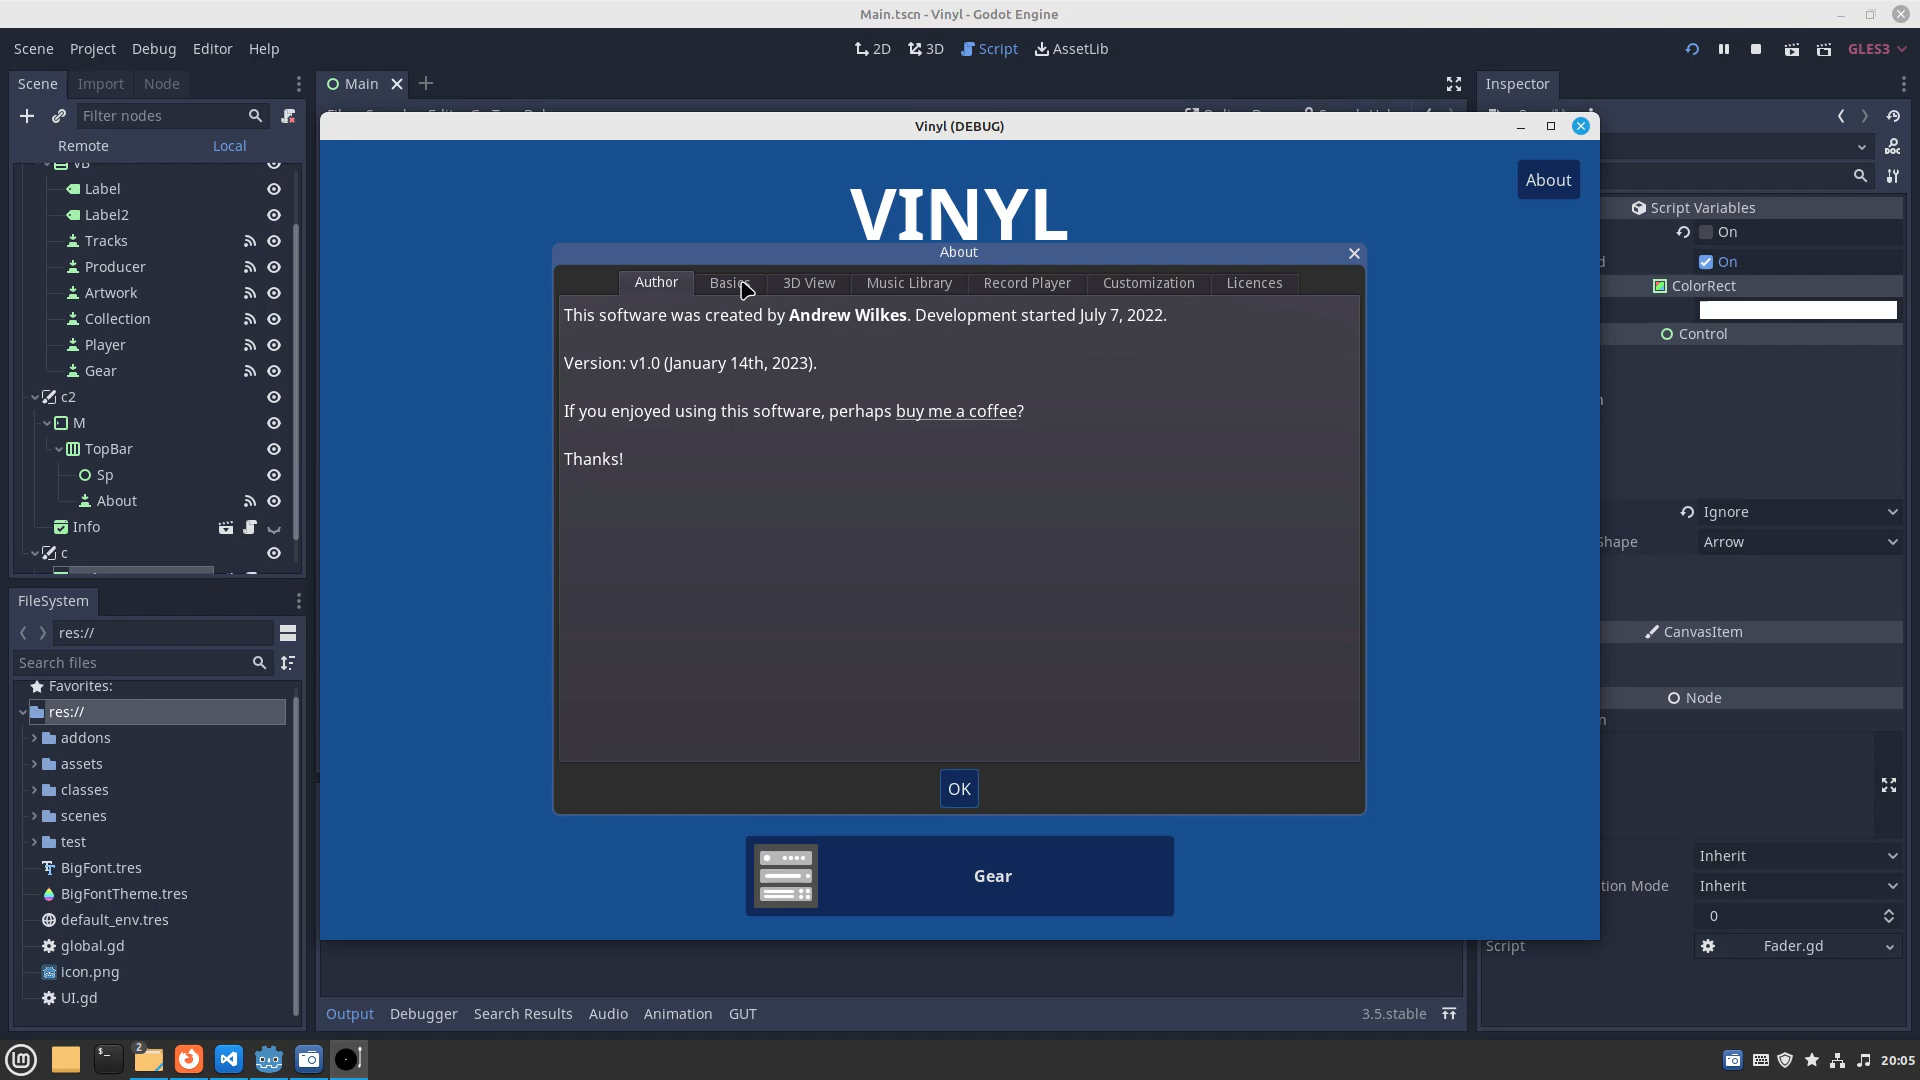 Main.tscn - Vinyl - Godot Engine
Scene Project Debug Editor Help
2D 3D Script AssetLib
GLES3
Scene Import Node
Main
Inspector
Filter nodes
Remote Local
VB
Label
Label2
Tracks
Producer
Artwork
Collection
Player
Gear
c2
M
TopBar
Sp
About
Info
c
FileSystem
res://
Search files
Favorites:
res://
addons
assets
classes
scenes
test
BigFont.tres
BigFontTheme.tres
default_env.tres
global.gd
icon.png
UI.gd
Vinyl (DEBUG)
About
VINYL
About
Author Basics 3D View Music Library Record Player Customization Licences
This software was created by Andrew Wilkes. Development started July 7, 2022.
Version: v1.0 (January 14th, 2023).
If you enjoyed using this software, perhaps buy me a coffee?
Thanks!
OK
Gear
Script Variables
On
On
ColorRect
Control
Ignore
Shape Arrow
CanvasItem
Node
Inherit
tion Mode Inherit
0
Script Fader.gd
Output Debugger Search Results Audio Animation GUT
3.5.stable
2
20:05